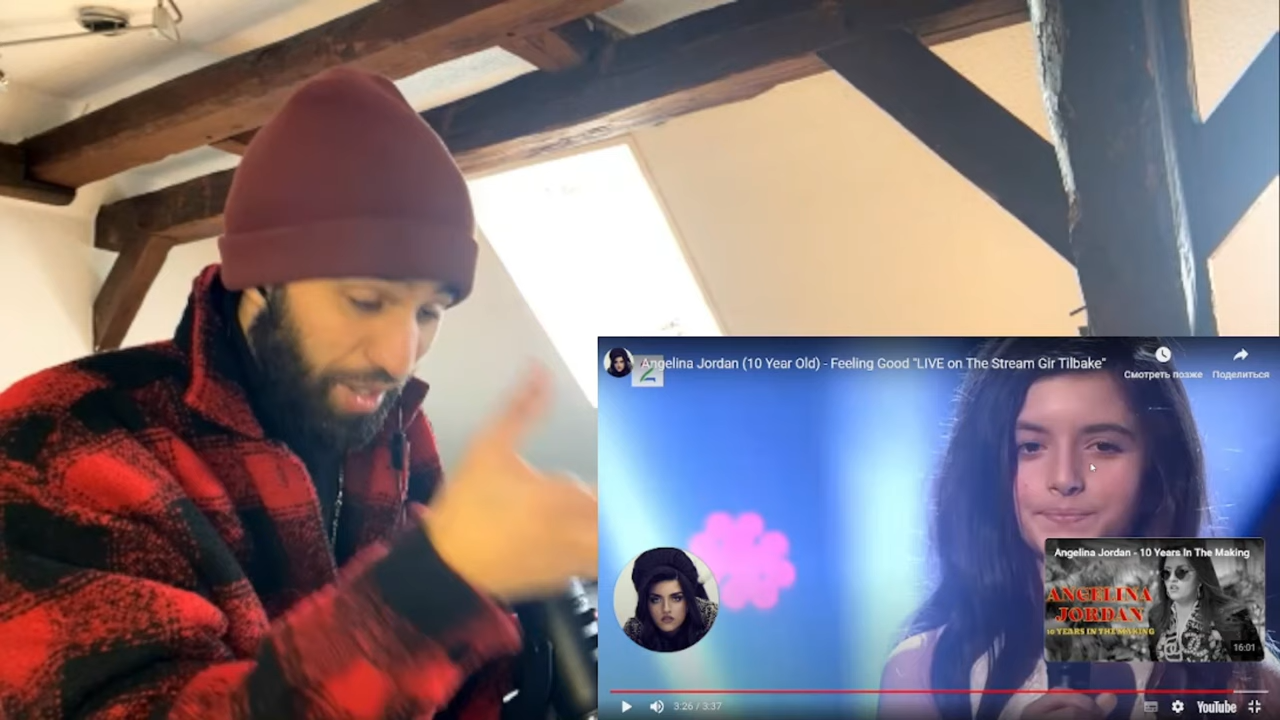 Angelina Jordan (10 Year Old) - Feeling Good "LIVE on The Stream Gir Tilbake"
Смотреть позже
Поделиться
Angelina Jordan - 10 Years In The Making
ANGELINA
JORDAN
10 YEARS IN THE MAKING
16:01
3:26 / 3:37
YouTube